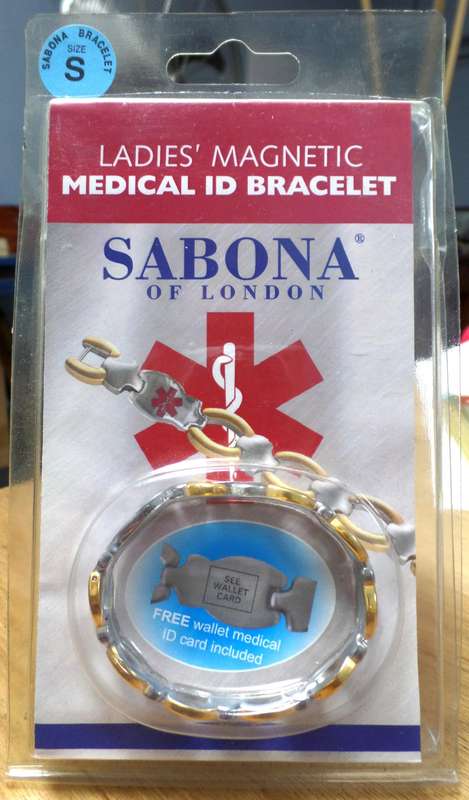 SABONA BRACELET
SIZE
S
LADIES' MAGNETIC
MEDICAL ID BRACELET
SABONA®
OF LONDON
SEE
WALLET
CARD
FREE wallet medical
ID card included